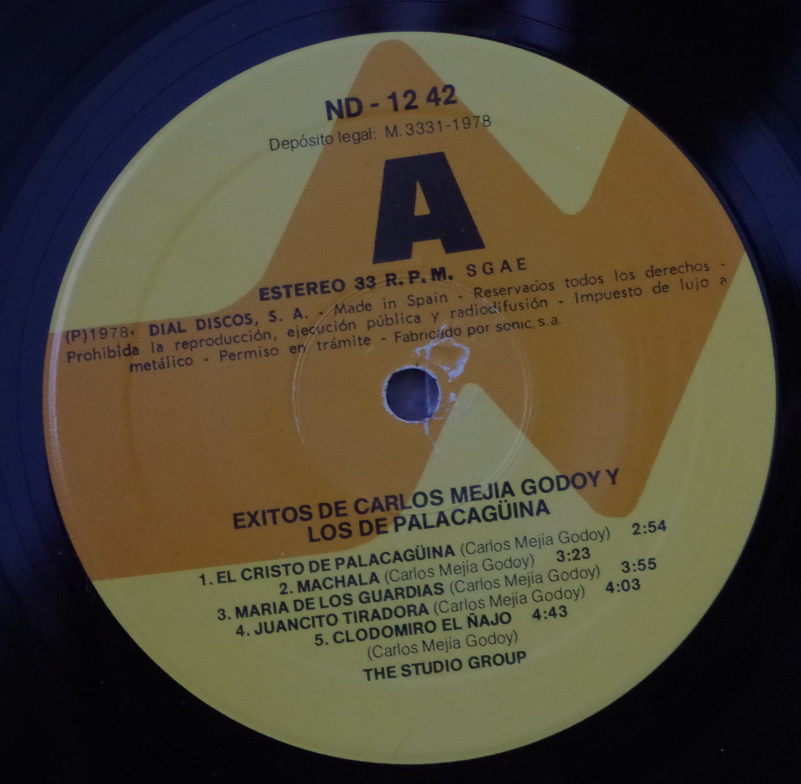 ND - 12 42
Depósito legal: M. 3331-1978
A
ESTEREO 33 R.P.M. SGAE
(P)1978, DIAL DISCOS, S. A. - Made in Spain - Reservados todos los derechos -
Prohibida la reproducción, ejecución pública y radiodifusión - Impuesto de lujo a
metálico - Permiso en trámite - Fabricado por sonic, s.a.
EXITOS DE CARLOS MEJIA GODOY Y
LOS DE PALACAGÜINA
1. EL CRISTO DE PALACAGÜINA (Carlos Mejía Godoy) 2:54
2. MACHALA (Carlos Mejía Godoy) 3:23
3. MARIA DE LOS GUARDIAS (Carlos Mejía Godoy) 3:55
4. JUANCITO TIRADORA (Carlos Mejía Godoy) 4:03
5. CLODOMIRO EL ÑAJO 4:43
(Carlos Mejía Godoy)
THE STUDIO GROUP